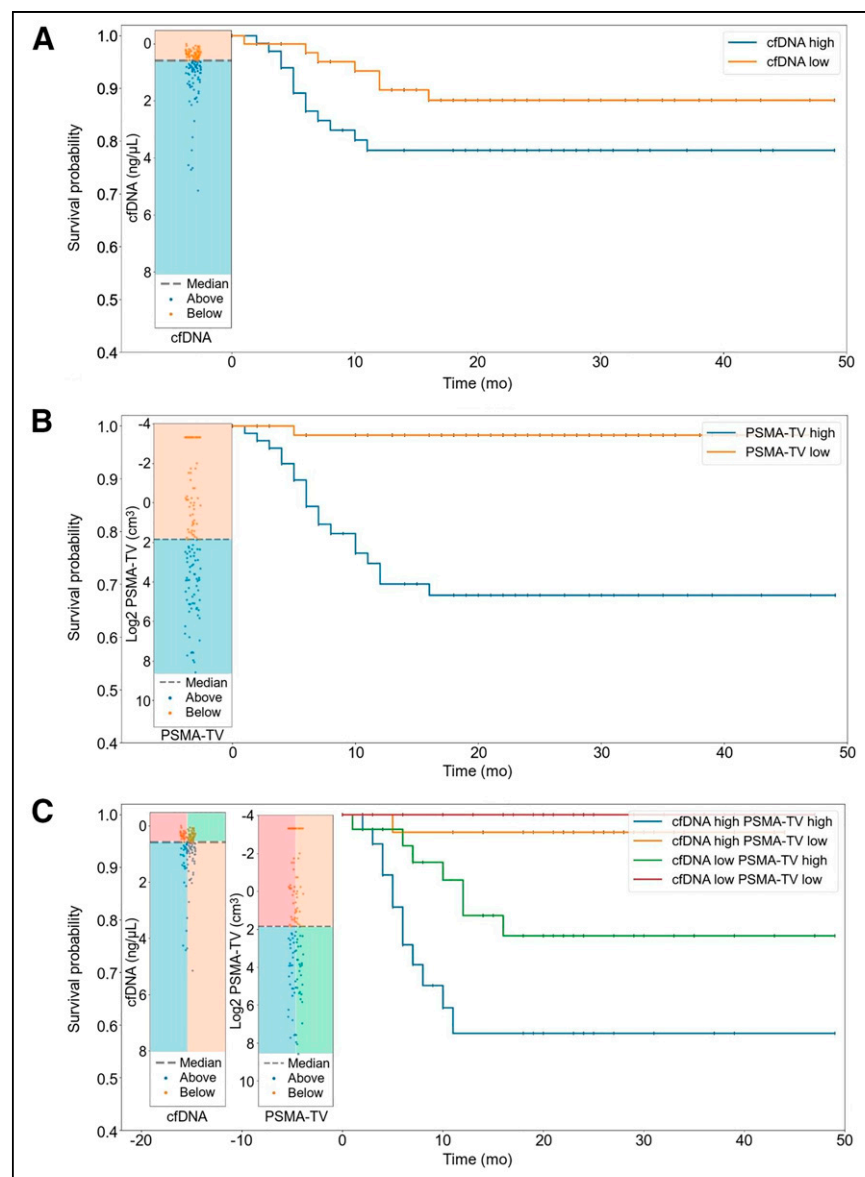 A
1.0
0.9
0.8
0.7
0.6
0.5
0.4
Survival probability
0
2
4
6
8
cfDNA (ng/μL)
Median
Above
Below
cfDNA
cfDNA high
cfDNA low
0
10
20
30
40
50
Time (mo)
B
1.0
0.9
0.8
0.7
0.6
0.5
0.4
Survival probability
-4
-2
0
2
4
6
8
10
Log2 PSMA-TV (cm³)
Median
Above
Below
PSMA-TV
PSMA-TV high
PSMA-TV low
0
10
20
30
40
50
Time (mo)
C
1.0
0.9
0.8
0.7
0.6
0.5
0.4
Survival probability
0
2
4
6
8
cfDNA (ng/μL)
Median
Above
Below
cfDNA
-4
-2
0
2
4
6
8
10
Log2 PSMA-TV (cm³)
Median
Above
Below
PSMA-TV
cfDNA high PSMA-TV high
cfDNA high PSMA-TV low
cfDNA low PSMA-TV high
cfDNA low PSMA-TV low
-20
-10
0
10
20
30
40
50
Time (mo)